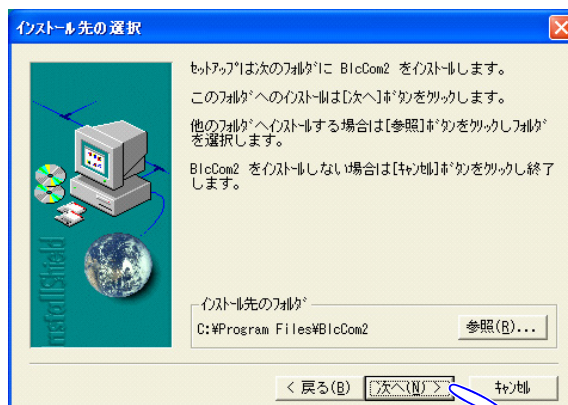 インストール先の選択
セットアップは次のフォルダに BlcCom2 をインストールします。
このフォルダへのインストールは[次へ]ボタンをクリックします。
他のフォルダへインストールする場合は[参照]ボタンをクリックしフォルダ
を選択します。
BlcCom2 をインストールしない場合は[キャンセル]ボタンをクリックし終了
します。
InstallShield
インストール先のフォルダ
C:¥Program Files¥BlcCom2
参照(R)...
< 戻る(B)
次へ(N) >
キャンセル